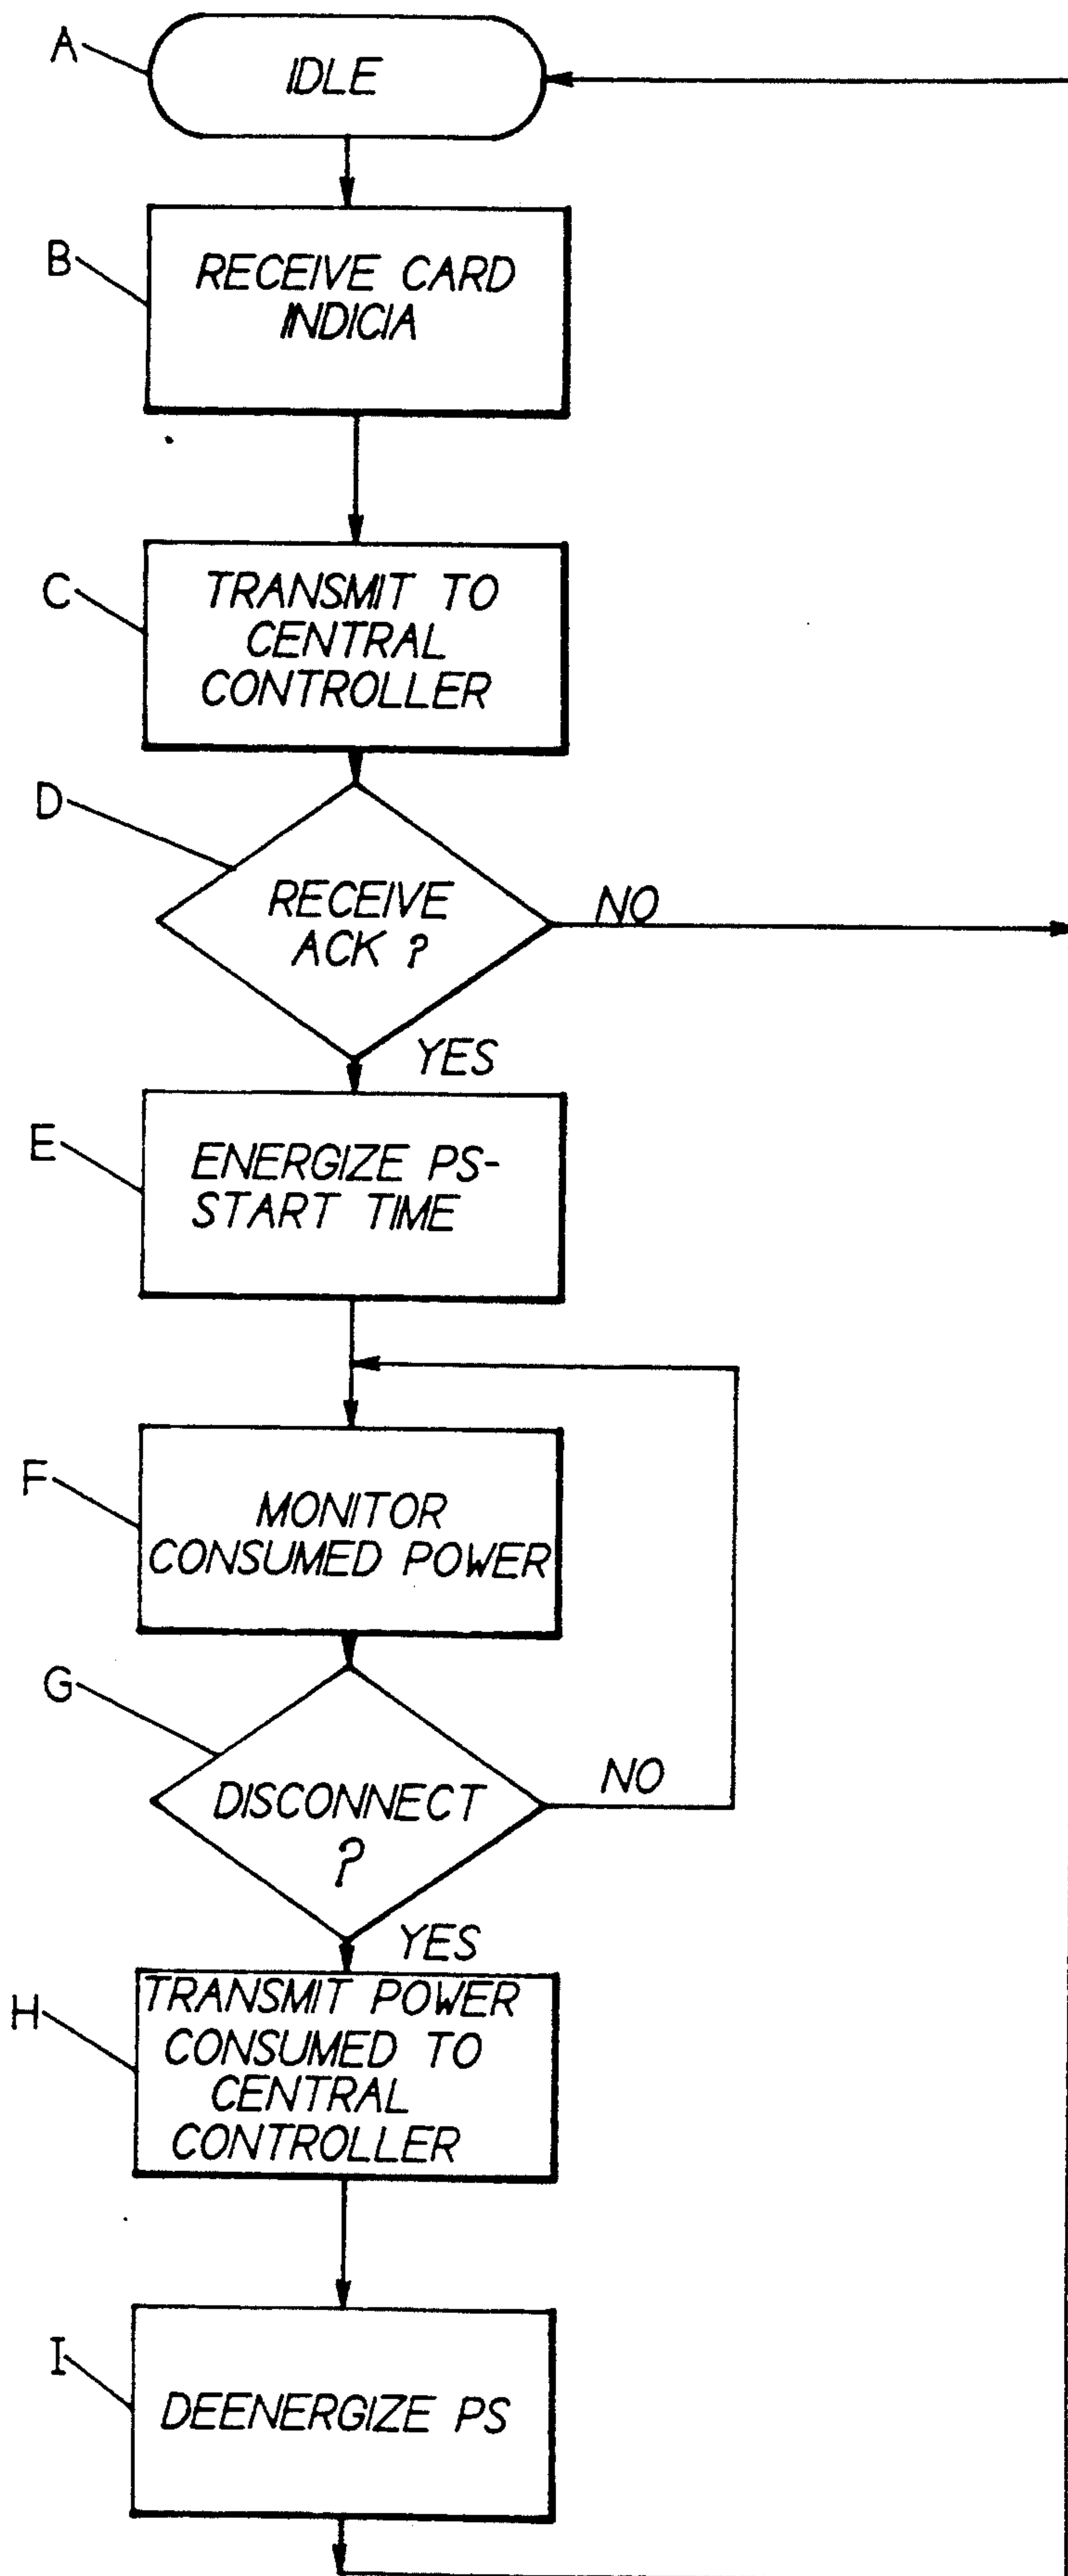 A
IDLE
B
RECEIVE CARD
INDICIA
C
TRANSMIT TO
CENTRAL
CONTROLLER
D
RECEIVE
ACK ?
NO
YES
E
ENERGIZE PS-
START TIME
F
MONITOR
CONSUMED POWER
G
DISCONNECT
?
NO
YES
H
TRANSMIT POWER
CONSUMED TO
CENTRAL
CONTROLLER
I
DEENERGIZE PS